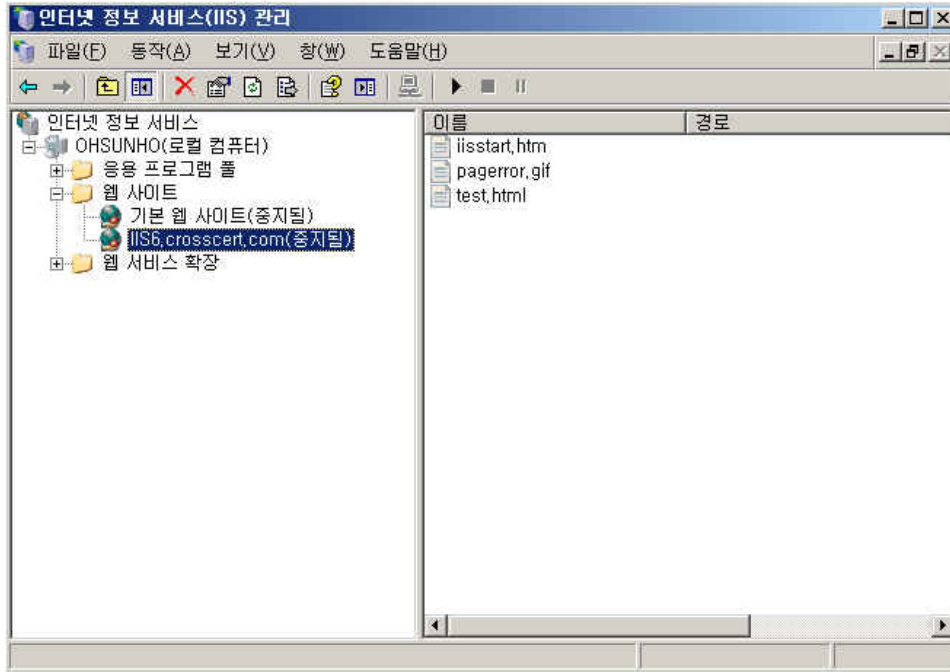 인터넷 정보 서비스(IIS) 관리
파일(F) 동작(A) 보기(V) 창(W) 도움말(H)
인터넷 정보 서비스
OHSUNHO(로컬 컴퓨터)
응용 프로그램 풀
웹 사이트
기본 웹 사이트(중지됨)
IIS6.crosscert.com(중지됨)
웹 서비스 확장
이름 경로
iisstart.htm
pagerror.gif
test.html